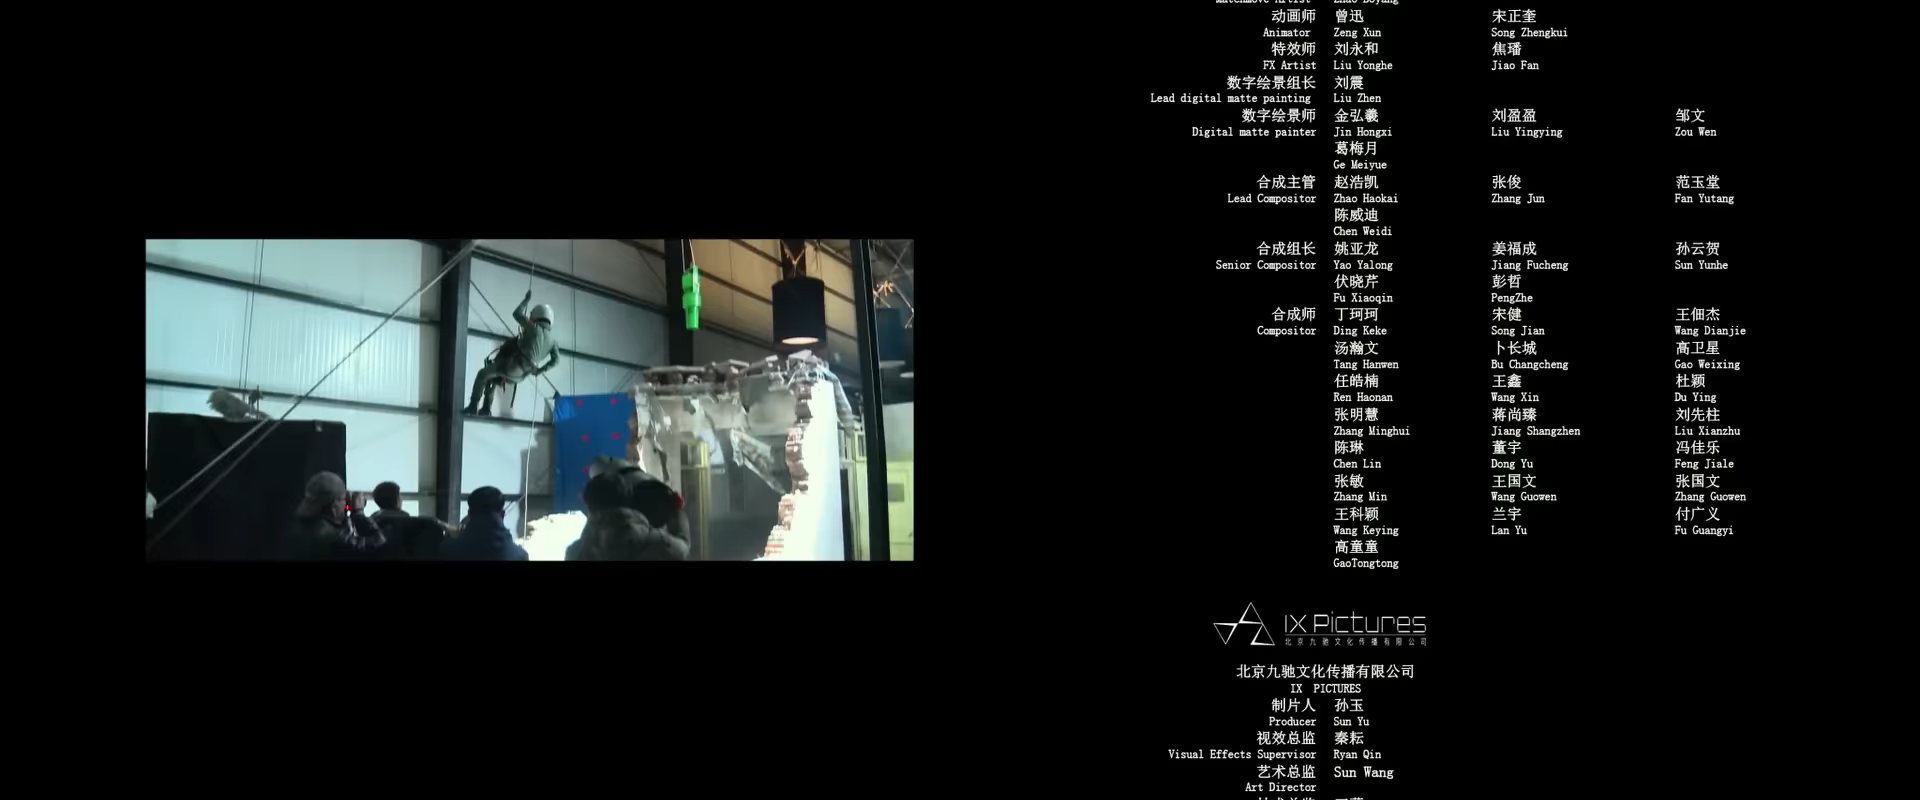 Matchmove Artist Zhao Boyang
动画师 曾迅 宋正奎
Animator Zeng Xun Song Zhengkui
特效师 刘永和 焦璠
FX Artist Liu Yonghe Jiao Fan
数字绘景组长 刘震
Lead digital matte painting Liu Zhen
数字绘景师 金弘羲 刘盈盈 邹文
Digital matte painter Jin Hongxi Liu Yingying Zou Wen
葛梅月
Ge Meiyue
合成主管 赵浩凯 张俊 范玉堂
Lead Compositor Zhao Haokai Zhang Jun Fan Yutang
陈威迪
Chen Weidi
合成组长 姚亚龙 姜福成 孙云贺
Senior Compositor Yao Yalong Jiang Fucheng Sun Yunhe
伏晓芹 彭哲
Fu Xiaoqin PengZhe
合成师 丁珂珂 宋健 王佃杰
Compositor Ding Keke Song Jian Wang Dianjie
汤瀚文 卜长城 高卫星
Tang Hanwen Bu Changcheng Gao Weixing
任皓楠 王鑫 杜颖
Ren Haonan Wang Xin Du Ying
张明慧 蒋尚臻 刘先柱
Zhang Minghui Jiang Shangzhen Liu Xianzhu
陈琳 董宇 冯佳乐
Chen Lin Dong Yu Feng Jiale
张敏 王国文 张国文
Zhang Min Wang Guowen Zhang Guowen
王科颖 兰宇 付广义
Wang Keying Lan Yu Fu Guangyi
高童童
GaoTongtong
IX Pictures
北京九驰文化传播有限公司
北京九驰文化传播有限公司
IX PICTURES
制片人 孙玉
Producer Sun Yu
视效总监 秦耘
Visual Effects Supervisor Ryan Qin
艺术总监 Sun Wang
Art Director